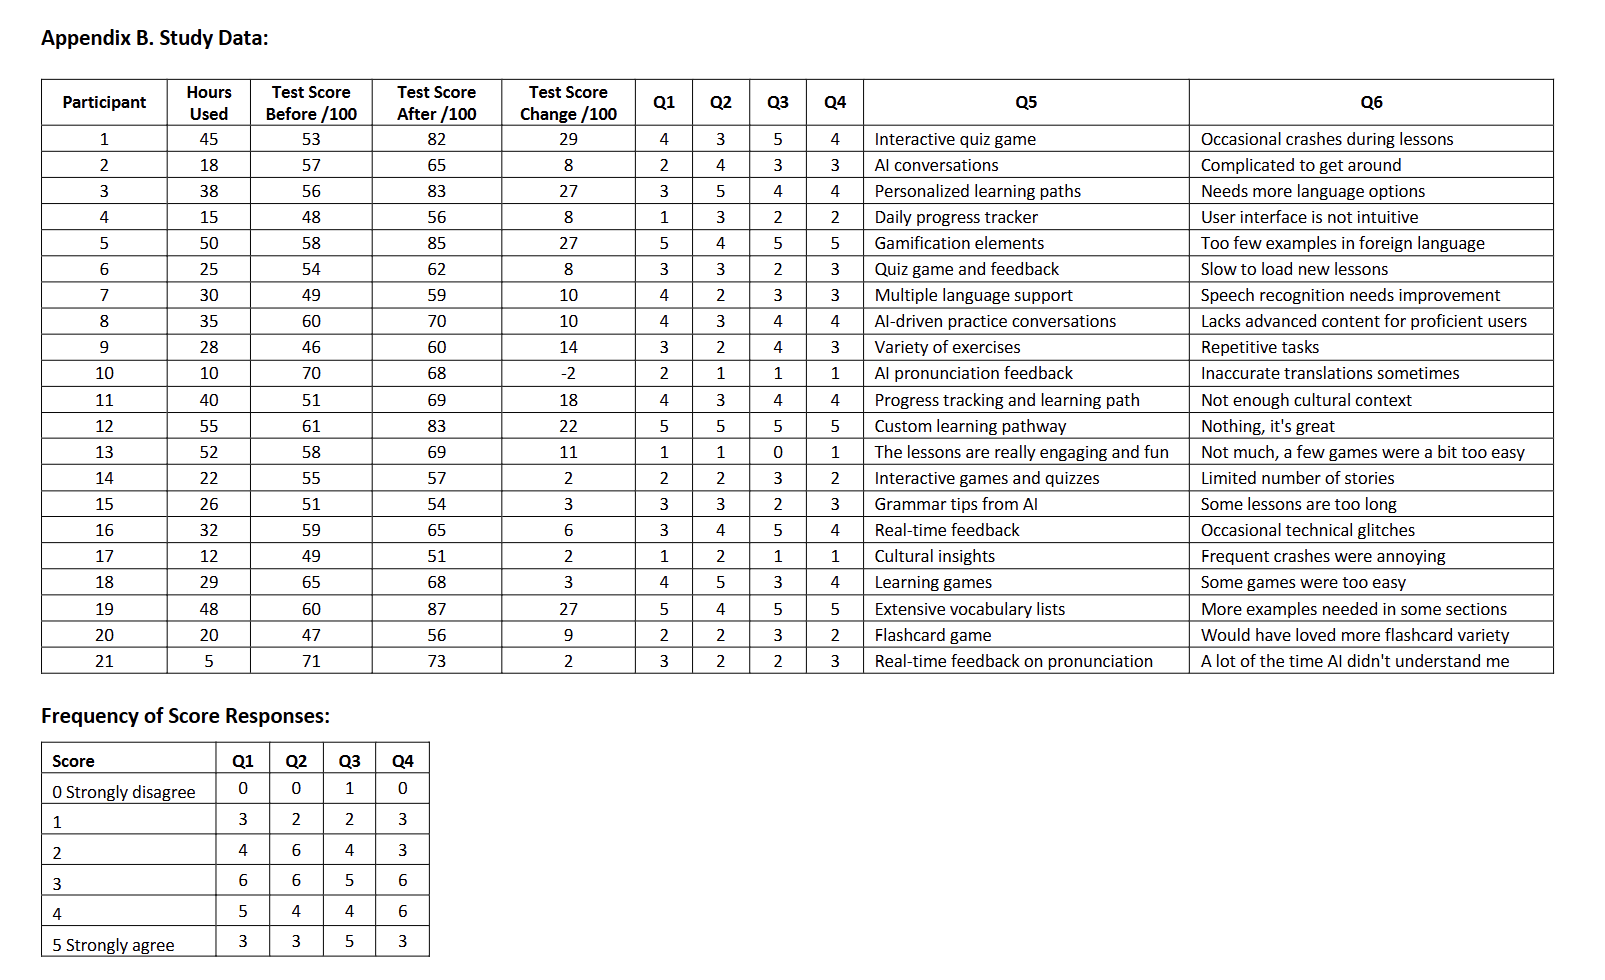 Appendix B. Study Data:
Participant Hours Used Test Score Before /100 Test Score After /100 Test Score Change /100 Q1 Q2 Q3 Q4 Q5 Q6
1 45 53 82 29 4 3 5 4 Interactive quiz game Occasional crashes during lessons
2 18 57 65 8 2 4 3 3 AI conversations Complicated to get around
3 38 56 83 27 3 5 4 4 Personalized learning paths Needs more language options
4 15 48 56 8 1 3 2 2 Daily progress tracker User interface is not intuitive
5 50 58 85 27 5 4 5 5 Gamification elements Too few examples in foreign language
6 25 54 62 8 3 3 2 3 Quiz game and feedback Slow to load new lessons
7 30 49 59 10 4 2 3 3 Multiple language support Speech recognition needs improvement
8 35 60 70 10 4 3 4 4 AI-driven practice conversations Lacks advanced content for proficient users
9 28 46 60 14 3 2 4 3 Variety of exercises Repetitive tasks
10 10 70 68 -2 2 1 1 1 AI pronunciation feedback Inaccurate translations sometimes
11 40 51 69 18 4 3 4 4 Progress tracking and learning path Not enough cultural context
12 55 61 83 22 5 5 5 5 Custom learning pathway Nothing, it's great
13 52 58 69 11 1 1 0 1 The lessons are really engaging and fun Not much, a few games were a bit too easy
14 22 55 57 2 2 2 3 2 Interactive games and quizzes Limited number of stories
15 26 51 54 3 3 3 2 3 Grammar tips from AI Some lessons are too long
16 32 59 65 6 3 4 5 4 Real-time feedback Occasional technical glitches
17 12 49 51 2 1 2 1 1 Cultural insights Frequent crashes were annoying
18 29 65 68 3 4 5 3 4 Learning games Some games were too easy
19 48 60 87 27 5 4 5 5 Extensive vocabulary lists More examples needed in some sections
20 20 47 56 9 2 2 3 2 Flashcard game Would have loved more flashcard variety
21 5 71 73 2 3 2 2 3 Real-time feedback on pronunciation A lot of the time AI didn't understand me
Frequency of Score Responses:
Score Q1 Q2 Q3 Q4
0 Strongly disagree 0 0 1 0
1 3 2 2 3
2 4 6 4 3
3 6 6 5 6
4 5 4 4 6
5 Strongly agree 3 3 5 3